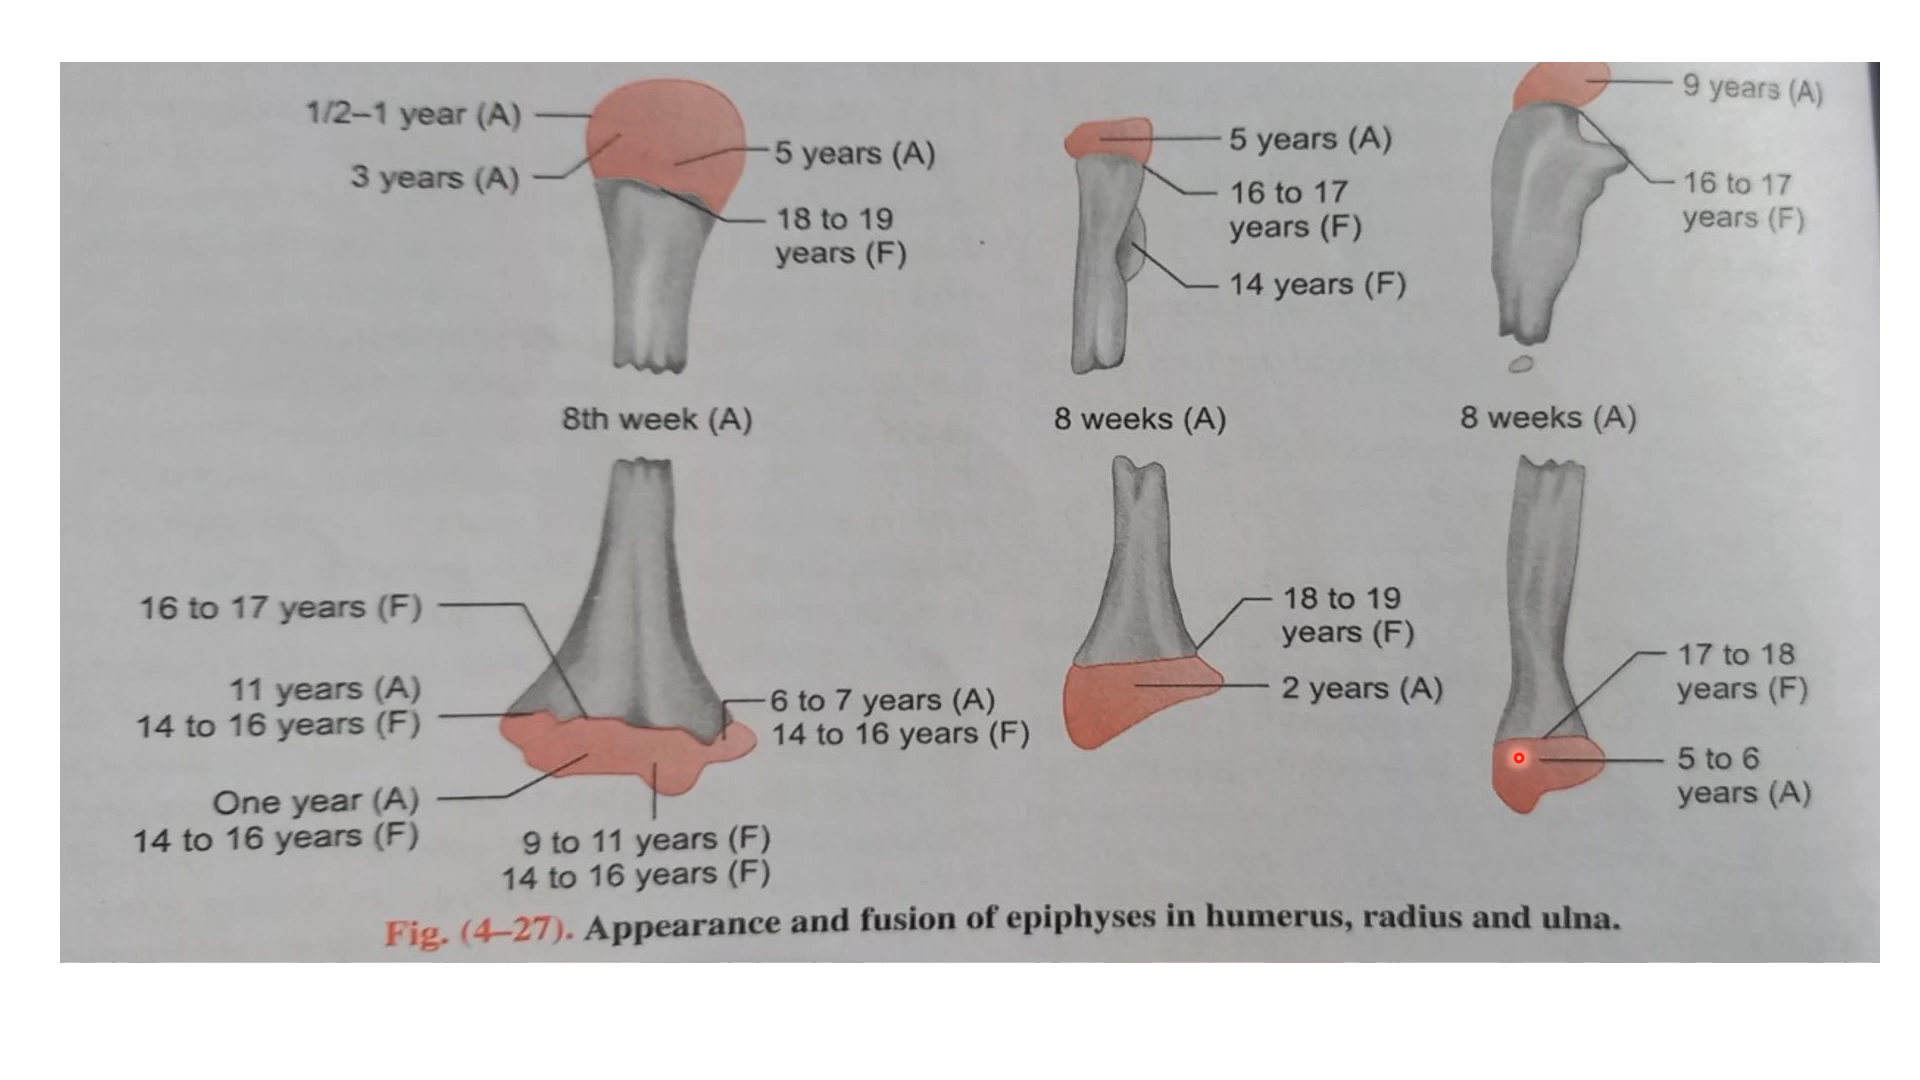 1/2–1 year (A)
3 years (A)
5 years (A)
18 to 19
years (F)
5 years (A)
16 to 17
years (F)
14 years (F)
9 years (A)
16 to 17
years (F)
8th week (A)
8 weeks (A)
8 weeks (A)
16 to 17 years (F)
11 years (A)
14 to 16 years (F)
One year (A)
14 to 16 years (F)
6 to 7 years (A)
14 to 16 years (F)
9 to 11 years (F)
14 to 16 years (F)
18 to 19
years (F)
2 years (A)
17 to 18
years (F)
5 to 6
years (A)
Fig. (4–27). Appearance and fusion of epiphyses in humerus, radius and ulna.